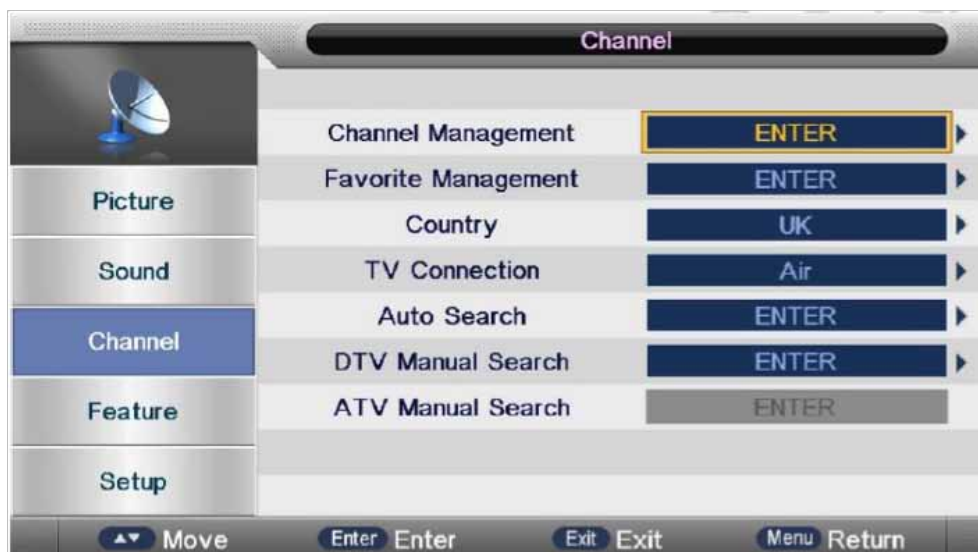 Channel
Channel Management ENTER
Favorite Management ENTER
Picture
Country UK
Sound
TV Connection Air
Auto Search ENTER
Channel
DTV Manual Search ENTER
Feature
ATV Manual Search ENTER
Setup
Move Enter Enter Exit Exit Menu Return